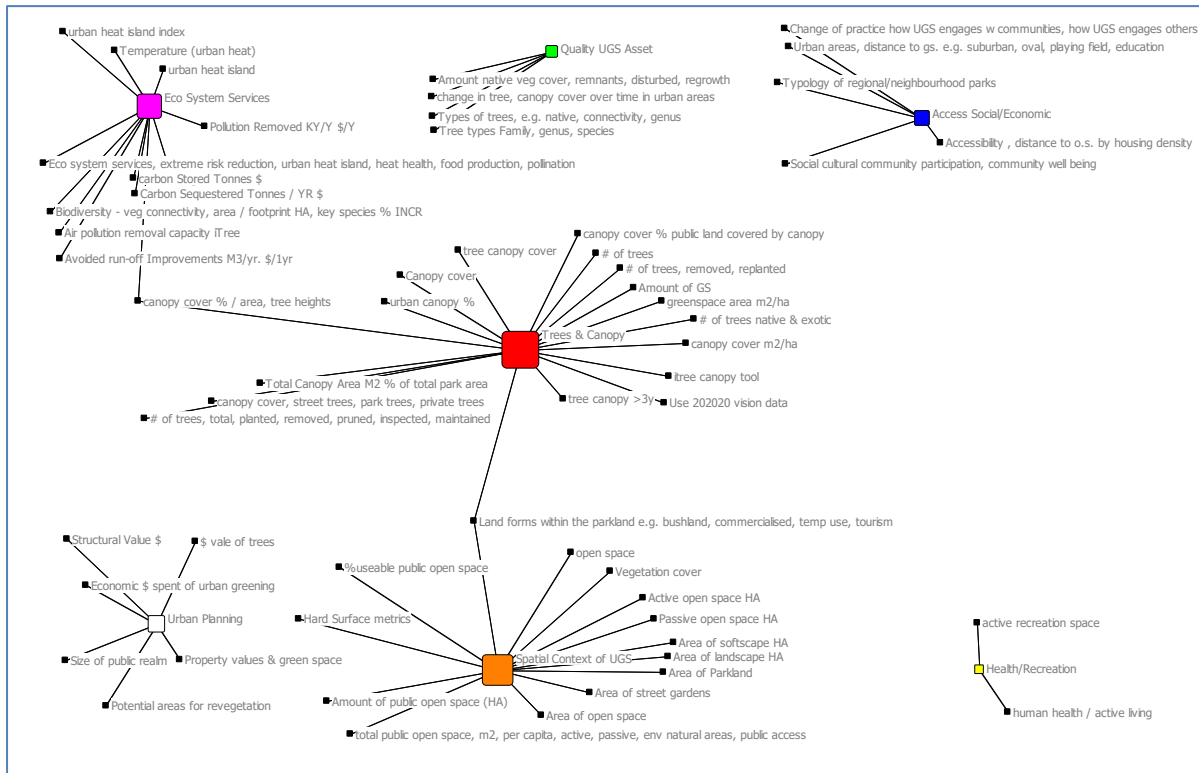 urban heat island index
Temperature (urban heat)
urban heat island
Eco System Services
Pollution Removed KY/Y $/Y
Eco system services, extreme risk reduction, urban heat island, heat health, food production, pollination
carbon Stored Tonnes $
Carbon Sequestered Tonnes / YR $
Biodiversity - veg connectivity, area / footprint HA, key species % INCR
Air pollution removal capacity iTree
Avoided run-off Improvements M3/yr. $/1yr
canopy cover % / area, tree heights
Quality UGS Asset
Amount native veg cover, remnants, disturbed, regrowth
change in tree, canopy cover over time in urban areas
Types of trees, e.g. native, connectivity, genus
Tree types Family, genus, species
Change of practice how UGS engages w communities, how UGS engages others
Urban areas, distance to gs. e.g. suburban, oval, playing field, education
Typology of regional/neighbourhood parks
Access Social/Economic
Accessibility , distance to o.s. by housing density
Social cultural community participation, community well being
canopy cover % public land covered by canopy
tree canopy cover
# of trees
# of trees, removed, replanted
Canopy cover
Amount of GS
urban canopy %
greenspace area m2/ha
# of trees native & exotic
Trees & Canopy
canopy cover m2/ha
itree canopy tool
Total Canopy Area M2 % of total park area
tree canopy >3y
Use 202020 vision data
canopy cover, street trees, park trees, private trees
# of trees, total, planted, removed, pruned, inspected, maintained
Land forms within the parkland e.g. bushland, commercialised, temp use, tourism
Structural Value $
$ vale of trees
Economic $ spent of urban greening
Urban Planning
Size of public realm
Property values & green space
Potential areas for revegetation
open space
%useable public open space
Vegetation cover
Active open space HA
Hard Surface metrics
Passive open space HA
Area of softscape HA
Spatial Context of UGS
Area of landscape HA
Area of Parkland
Area of street gardens
Amount of public open space (HA)
Area of open space
total public open space, m2, per capita, active, passive, env natural areas, public access
active recreation space
Health/Recreation
human health / active living